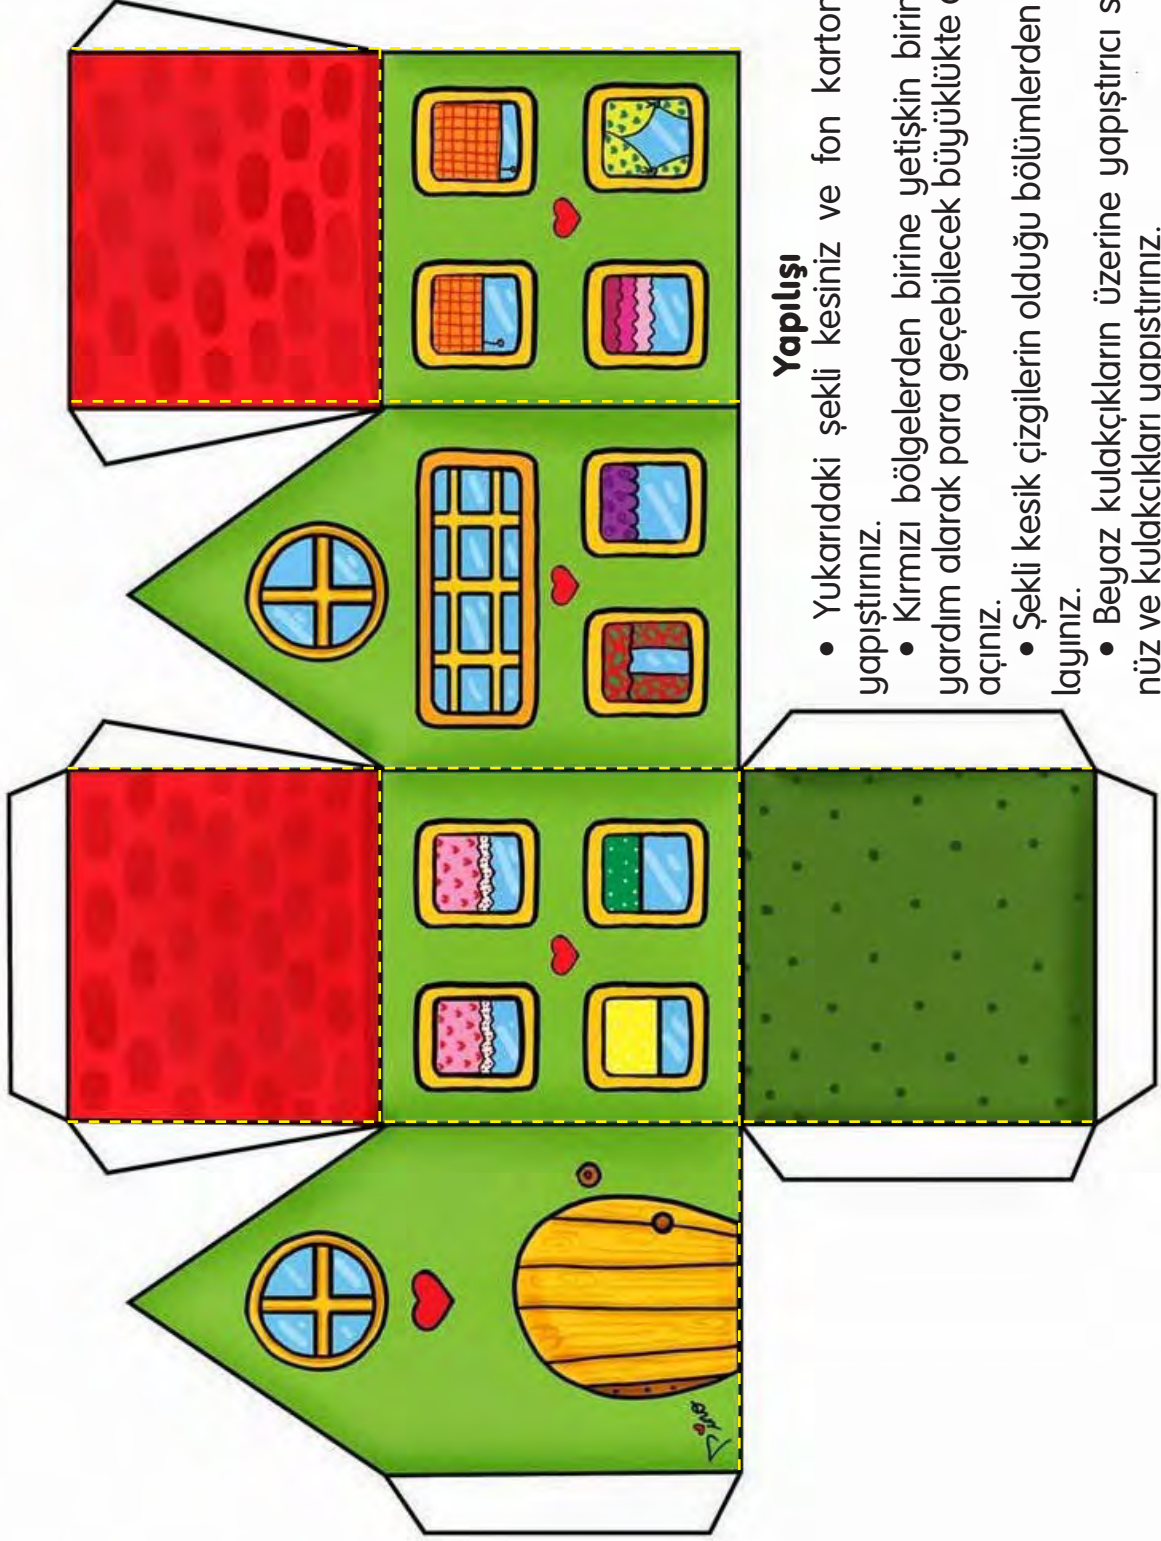 Yapılışı
• Yukarıdaki şekli kesiniz ve fon karton
yapıştırınız.
• Kırmızı bölgelerden birine yetişkin birin
yardım alarak para geçebilecek büyüklükte
açınız.
• Şekli kesik çizgilerin olduğu bölümlerden
layınız.
• Beyaz kulakçıkların üzerine yapıştırıcı s
nüz ve kulakçıkları yapıştırınız.